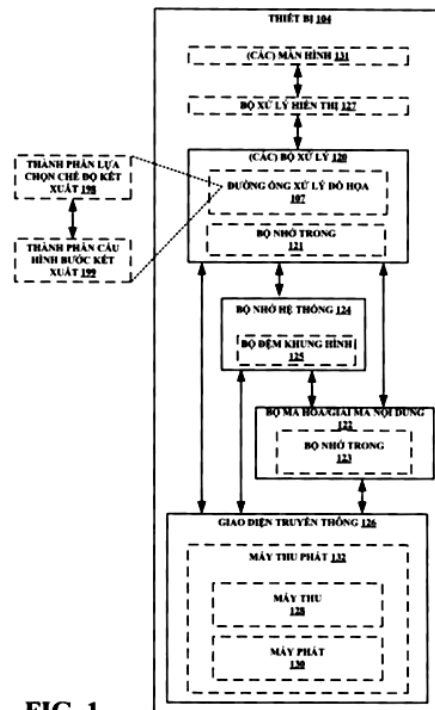 THIẾT BỊ 104
(CÁC) MÀN HÌNH 131
BỘ XỬ LÝ HIỂN THỊ 127
(CÁC) BỘ XỬ LÝ 120
ĐƯỜNG ỐNG XỬ LÝ ĐỒ HỌA
107
BỘ NHỚ TRONG
121
THÀNH PHẦN LỰA
CHỌN CHẾ ĐỘ KẾT
XUẤT 198
THÀNH PHẦN CẤU
HÌNH BƯỚC KẾT
XUẤT 199
BỘ NHỚ HỆ THỐNG 124
BỘ ĐỆM KHUNG HÌNH
125
BỘ MÃ HÓA/GIẢI MÃ NỘI DUNG
122
BỘ NHỚ TRONG
123
GIAO DIỆN TRUYỀN THÔNG 126
MÁY THU PHÁT 132
MÁY THU
128
MÁY PHÁT
130
FIG. 1